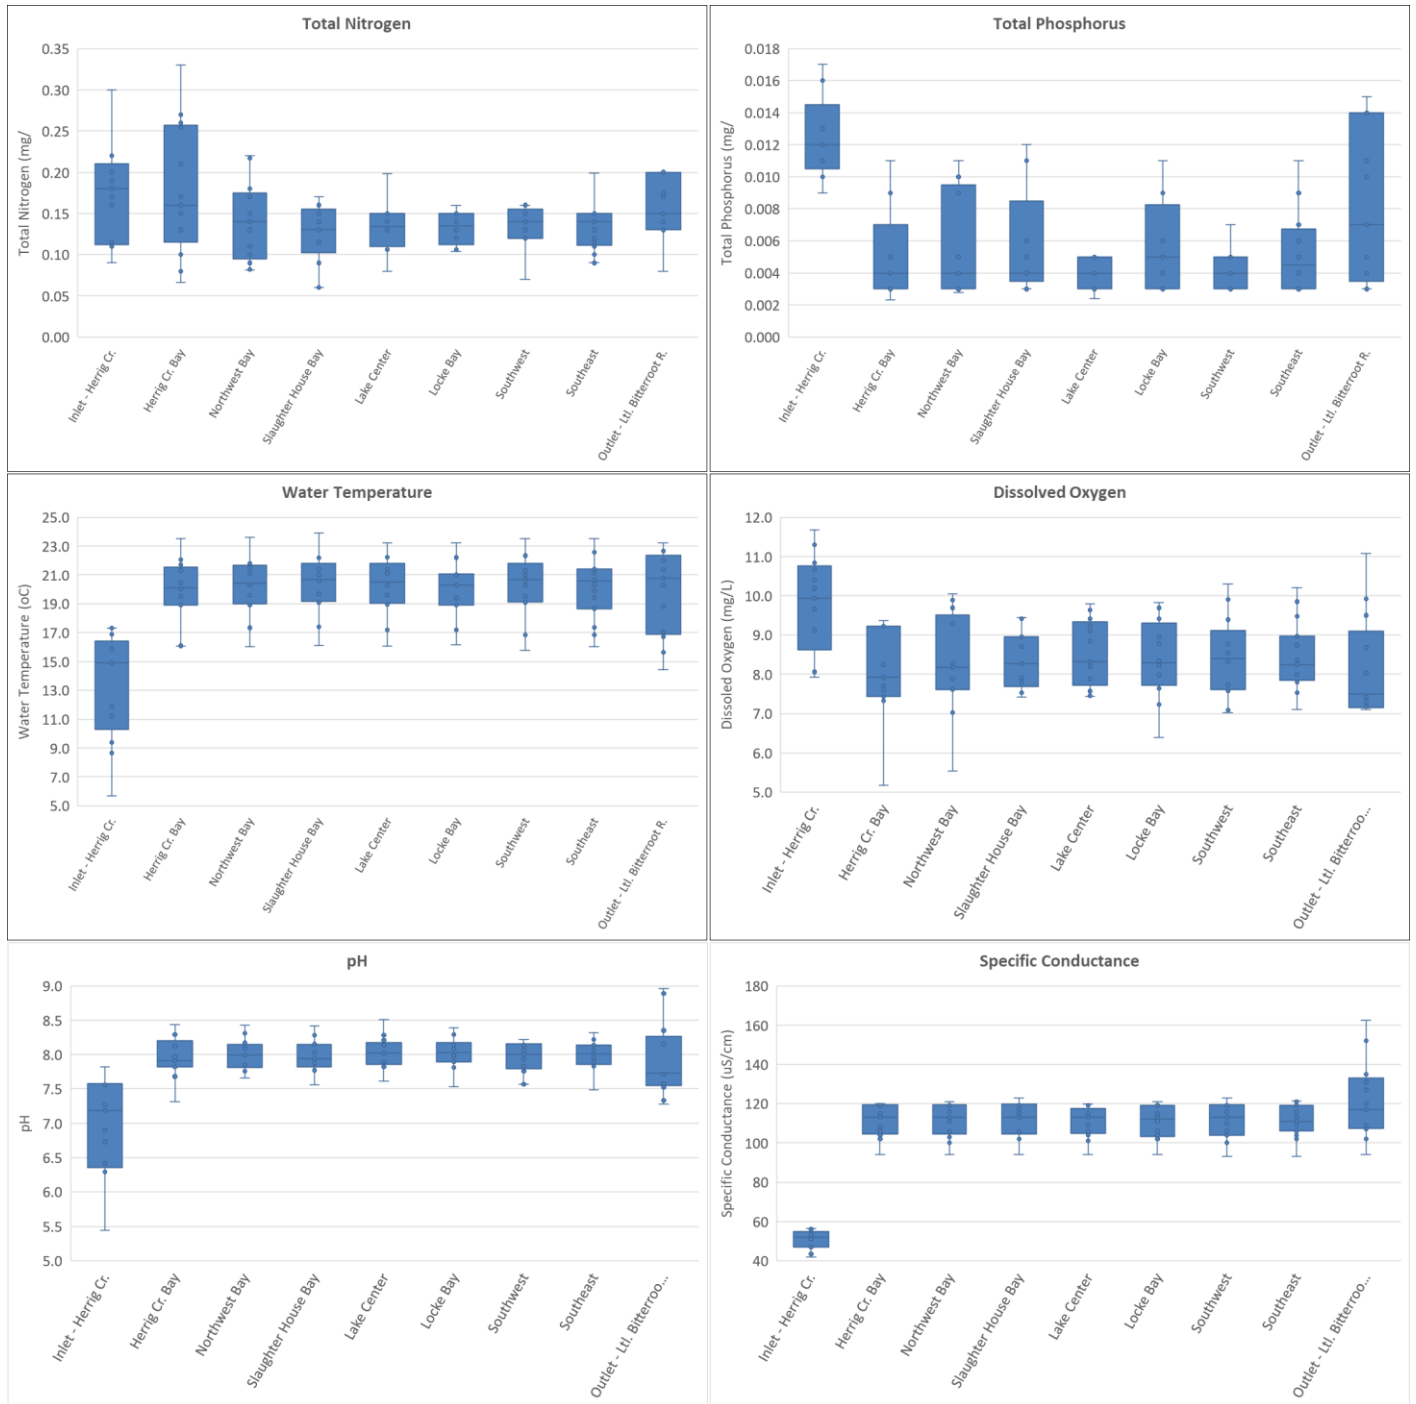 Total Nitrogen
Total Nitrogen (mg/
0.35
0.30
0.25
0.20
0.15
0.10
0.05
0.00
Inlet - Herrig Cr.
Herrig Cr. Bay
Northwest Bay
Slaughter House Bay
Lake Center
Locke Bay
Southwest
Southeast
Outlet - Ltl. Bitterroot R.
Total Phosphorus
Total Phosphorus (mg/
0.018
0.016
0.014
0.012
0.010
0.008
0.006
0.004
0.002
0.000
Inlet - Herrig Cr.
Herrig Cr. Bay
Northwest Bay
Slaughter House Bay
Lake Center
Locke Bay
Southwest
Southeast
Outlet - Ltl. Bitterroot R.
Water Temperature
Water Temperature (oC)
25.0
23.0
21.0
19.0
17.0
15.0
13.0
11.0
9.0
7.0
5.0
Inlet - Herrig Cr.
Herrig Cr. Bay
Northwest Bay
Slaughter House Bay
Lake Center
Locke Bay
Southwest
Southeast
Outlet - Ltl. Bitterroot R.
Dissolved Oxygen
Dissoled Oxygen (mg/L)
12.0
11.0
10.0
9.0
8.0
7.0
6.0
5.0
Inlet - Herrig Cr.
Herrig Cr. Bay
Northwest Bay
Slaughter House Bay
Lake Center
Locke Bay
Southwest
Southeast
Outlet - Ltl. Bitterroo...
pH
pH
9.0
8.5
8.0
7.5
7.0
6.5
6.0
5.5
5.0
Inlet - Herrig Cr.
Herrig Cr. Bay
Northwest Bay
Slaughter House Bay
Lake Center
Locke Bay
Southwest
Southeast
Outlet - Ltl. Bitterroo...
Specific Conductance
Specific Conductance (uS/cm)
180
160
140
120
100
80
60
40
Inlet - Herrig Cr.
Herrig Cr. Bay
Northwest Bay
Slaughter House Bay
Lake Center
Locke Bay
Southwest
Southeast
Outlet - Ltl. Bitterroo...